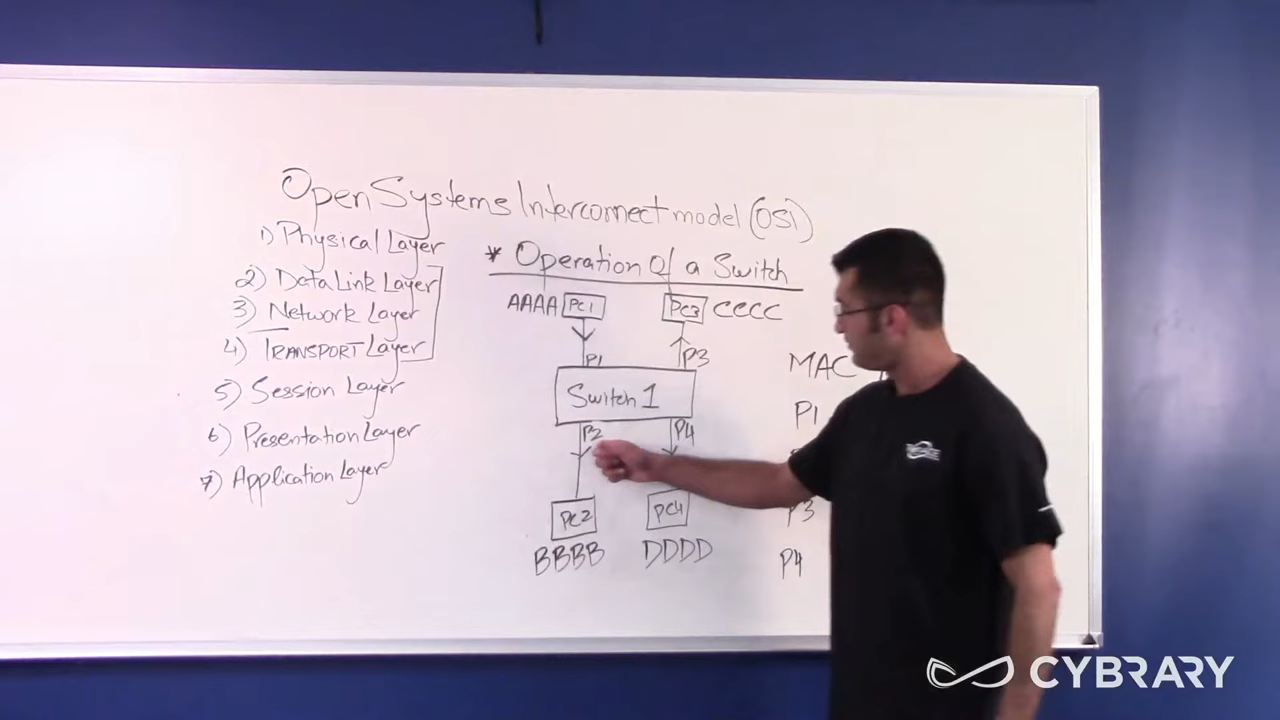 Open Systems Interconnect model (OSI)
1) Physical Layer
2) Data Link Layer
3) Network Layer
4) TRANSPORT Layer
5) Session Layer
6) Presentation Layer
7) Application Layer
* Operation Of a Switch
AAAA PC1
PC3 CCCC
P1
P3
Switch 1
P2
P4
PC2
PC4
BBBB
DDDD
MAC
P1
P3
P4
CYBRARY